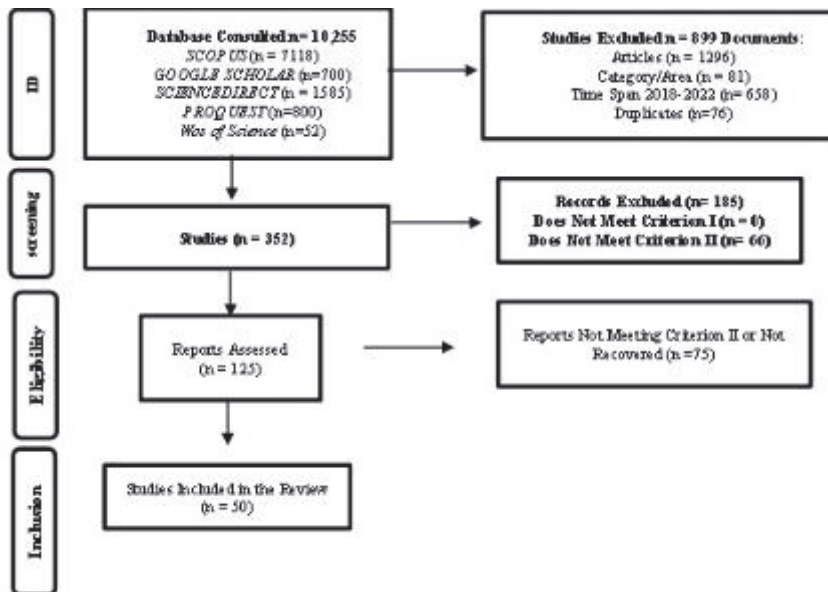 ID
Database Consulted n= 10,255
SCOPUS (n = 7118)
GOOGLE SCHOLAR (n=700)
SCIENCEDIRECT (n = 1585)
PROQUEST (n=800)
Wos of Science (n=52)
Studies Excluded n = 899 Documents:
Articles (n = 1296)
Category/Area (n = 81)
Time Span 2018-2022 (n=658)
Duplicates (n=76)
screening
Studies (n = 352)
Records Excluded (n= 185)
Does Not Meet Criterion I (n = 0)
Does Not Meet Criterion II (n= 66)
Eligibility
Reports Assessed
(n = 125)
Reports Not Meeting Criterion II or Not
Recovered (n =75)
Inclusion
Studies Included in the Review
(n = 50)